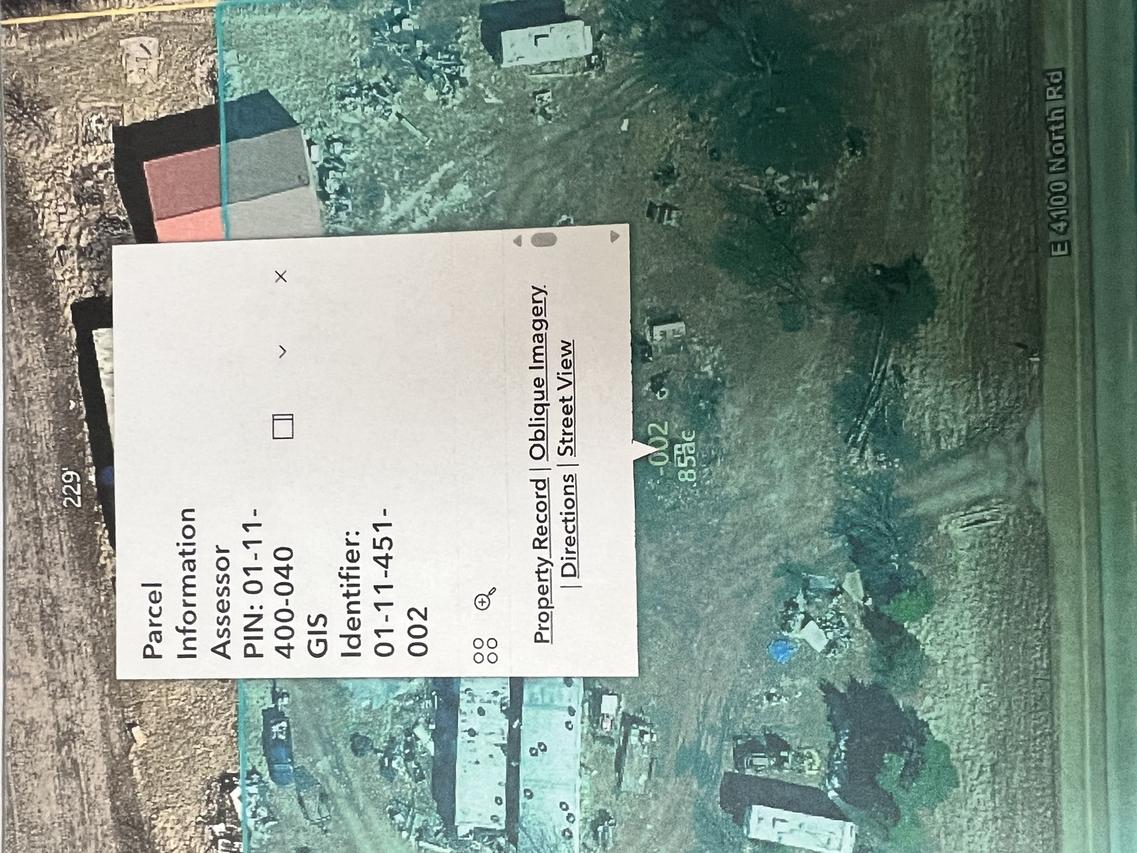 Parcel
Information
Assessor
PIN: 01-11-
400-040
GIS
Identifier:
01-11-451-
002
Property Record | Oblique Imagery
| Directions | Street View
229'
-002
.85ac
E 4100 North Rd